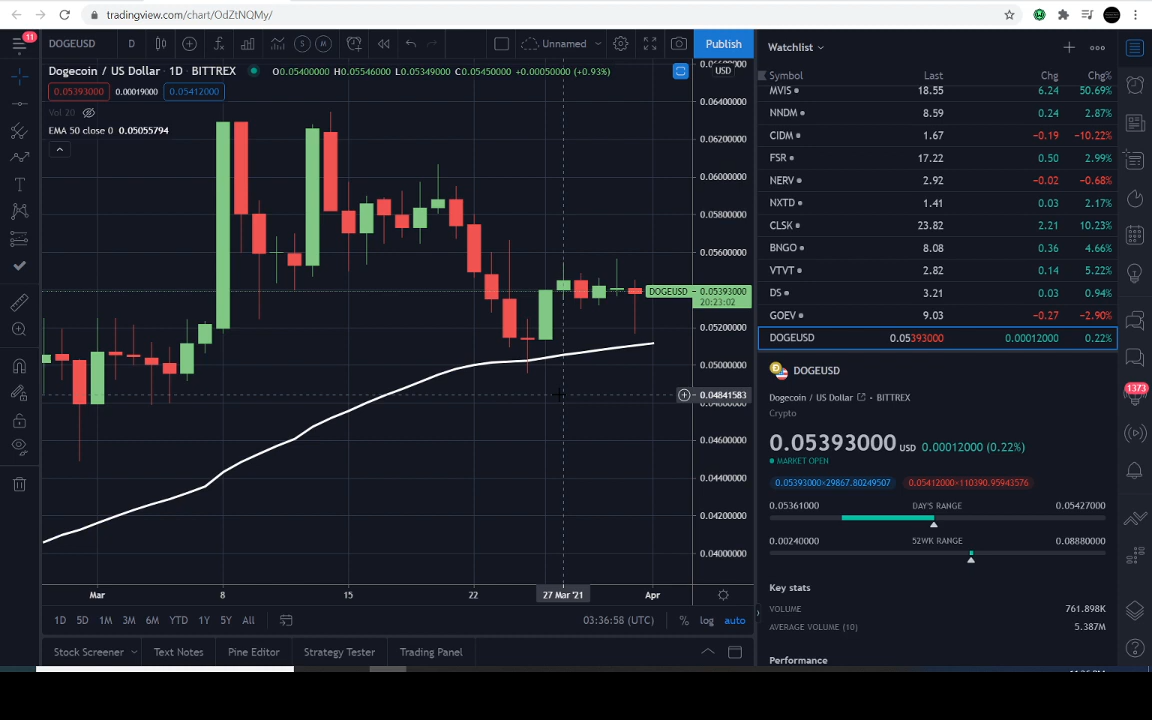 tradingview.com/chart/OdZtNQMy/
11
DOGEUSD
D
S
M
Unnamed
Publish
Watchlist
Dogecoin / US Dollar · 1D · BITTREX
O0.05400000 H0.05546000 L0.05349000 C0.05450000 +0.00050000 (+0.93%)
USD
0.05393000
0.00019000
0.05412000
Vol 20
EMA 50 close 0 0.05055794
0.06400000
0.06200000
0.06000000
0.05800000
0.05600000
DOGEUSD
0.05393000
20:23:02
0.05200000
0.05000000
0.04841583
0.04600000
0.04400000
0.04200000
0.04000000
Mar
8
15
22
27 Mar '21
Apr
1D 5D 1M 3M 6M YTD 1Y 5Y All
03:36:58 (UTC)
% log auto
Stock Screener
Text Notes
Pine Editor
Strategy Tester
Trading Panel
Symbol Last Chg Chg%
MVIS 18.55 6.24 50.69%
NNDM 8.59 0.24 2.87%
CIDM 1.67 −0.19 −10.22%
FSR 17.22 0.50 2.99%
NERV 2.92 −0.02 −0.68%
NXTD 1.41 0.03 2.17%
CLSK 23.82 2.21 10.23%
BNGO 8.08 0.36 4.66%
VTVT 2.82 0.14 5.22%
DS 3.21 0.03 0.94%
GOEV 9.03 −0.27 −2.90%
DOGEUSD 0.05393000 0.00012000 0.22%
DOGEUSD
Dogecoin / US Dollar · BITTREX
Crypto
0.05393000 USD 0.00012000 (0.22%)
MARKET OPEN
0.05393000×29867.80249507
0.05412000×110390.95943576
0.05361000 DAY'S RANGE 0.05427000
0.00240000 52WK RANGE 0.08880000
Key stats
VOLUME 761.898K
AVERAGE VOLUME (10) 5.387M
Performance
1373